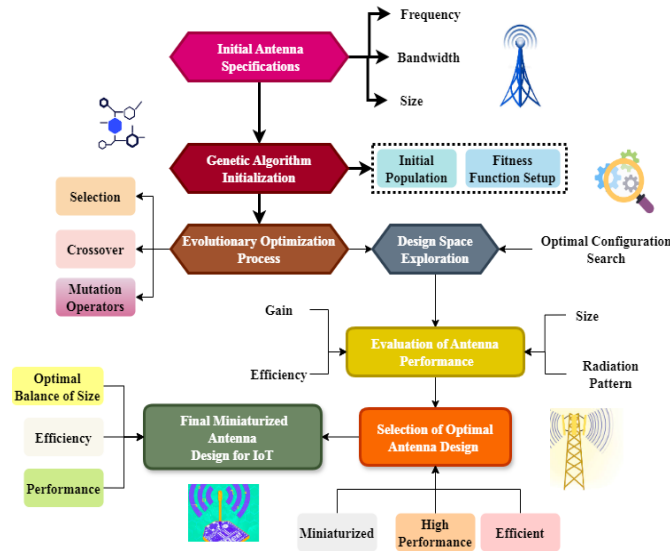 Frequency
Initial Antenna
Specifications
Bandwidth
Size
Genetic Algorithm
Initialization
Initial
Population
Fitness
Function Setup
Selection
Crossover
Mutation
Operators
Evolutionary Optimization
Process
Design Space
Exploration
Optimal Configuration
Search
Gain
Efficiency
Evaluation of Antenna
Performance
Size
Radiation
Pattern
Optimal
Balance of Size
Efficiency
Performance
Final Miniaturized
Antenna
Design for IoT
Selection of Optimal
Antenna Design
Miniaturized
High
Performance
Efficient